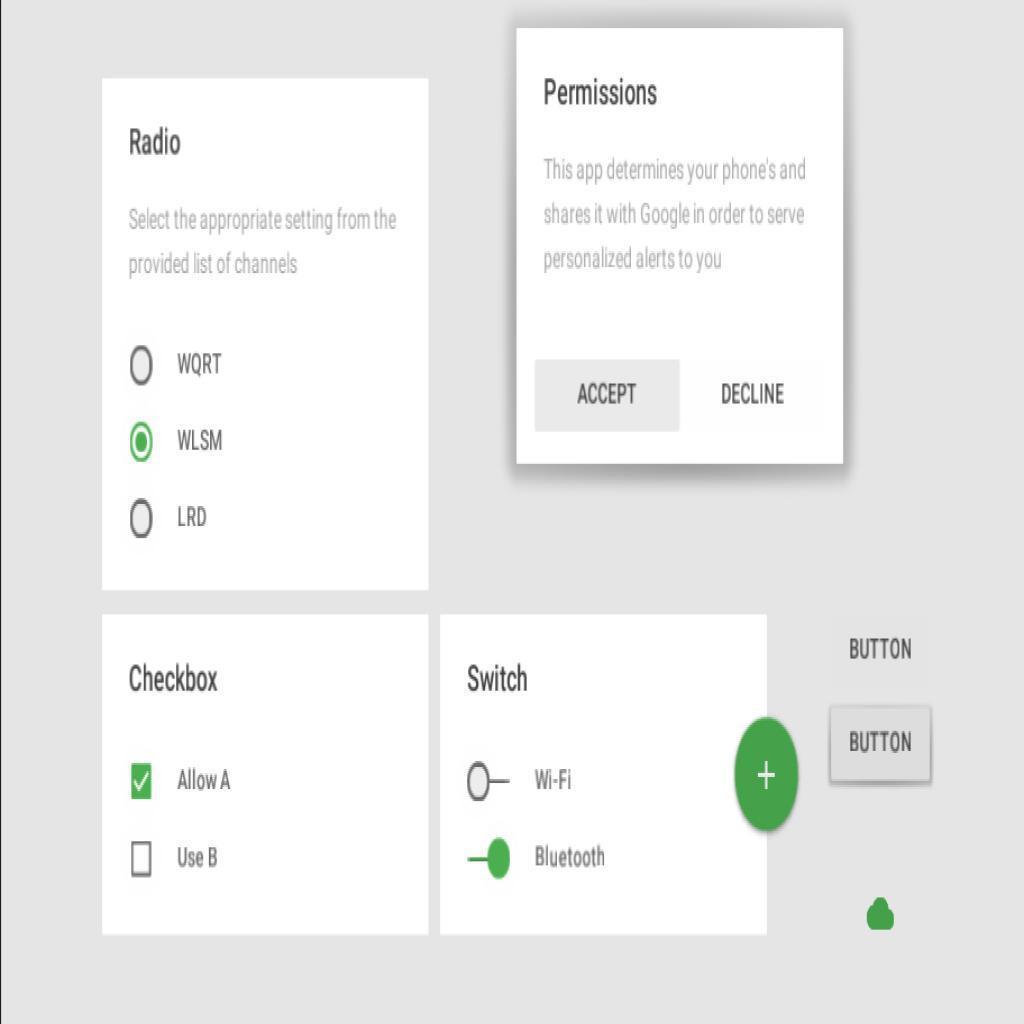 Radio
Select the appropriate setting from the
provided list of channels
WQRT
WLSM
LRD
Permissions
This app determines your phone's and
shares it with Google in order to serve
personalized alerts to you
ACCEPT
DECLINE
Checkbox
Allow A
Use B
Switch
Wi-Fi
Bluetooth
BUTTON
BUTTON